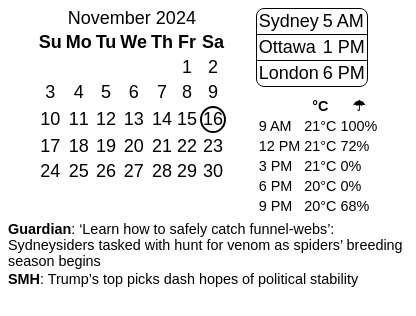 November 2024
Su Mo Tu We Th Fr Sa
1 2
3 4 5 6 7 8 9
10 11 12 13 14 15 16
17 18 19 20 21 22 23
24 25 26 27 28 29 30
Sydney 5 AM
Ottawa 1 PM
London 6 PM
°C ☂
9 AM 21°C 100%
12 PM 21°C 72%
3 PM 21°C 0%
6 PM 20°C 0%
9 PM 20°C 68%
Guardian: ‘Learn how to safely catch funnel-webs’:
Sydneysiders tasked with hunt for venom as spiders’ breeding
season begins
SMH: Trump’s top picks dash hopes of political stability